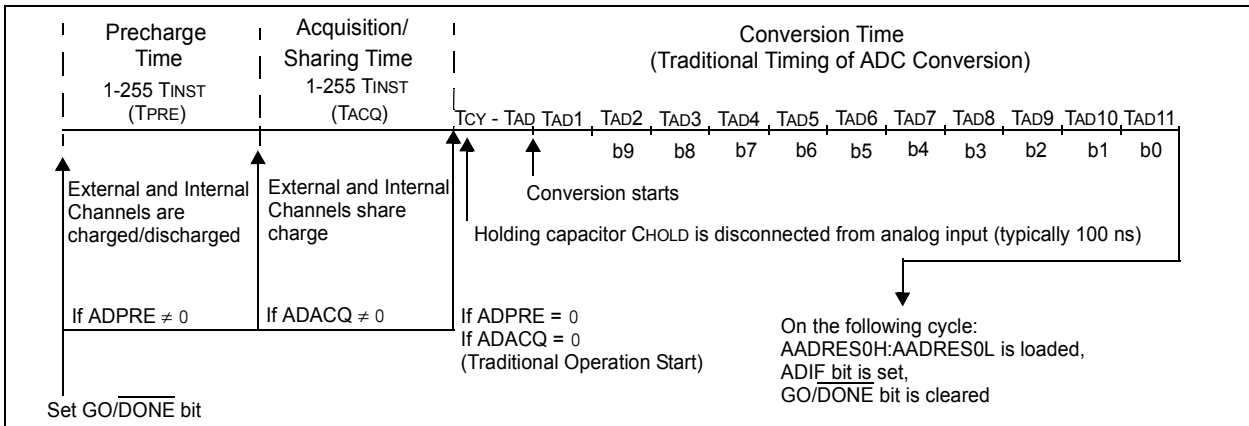 Precharge
Time
1-255 TINST
(TPRE)
Acquisition/
Sharing Time
1-255 TINST
(TACQ)
Conversion Time
(Traditional Timing of ADC Conversion)
TCY - TAD TAD1 TAD2 TAD3 TAD4 TAD5 TAD6 TAD7 TAD8 TAD9 TAD10 TAD11
b9 b8 b7 b6 b5 b4 b3 b2 b1 b0
External and Internal
Channels are
charged/discharged
External and Internal
Channels share
charge
Conversion starts
Holding capacitor CHOLD is disconnected from analog input (typically 100 ns)
If ADPRE ≠ 0
If ADACQ ≠ 0
If ADPRE = 0
If ADACQ = 0
(Traditional Operation Start)
On the following cycle:
AADRES0H:AADRES0L is loaded,
ADIF bit is set,
GO/DONE bit is cleared
Set GO/DONE bit